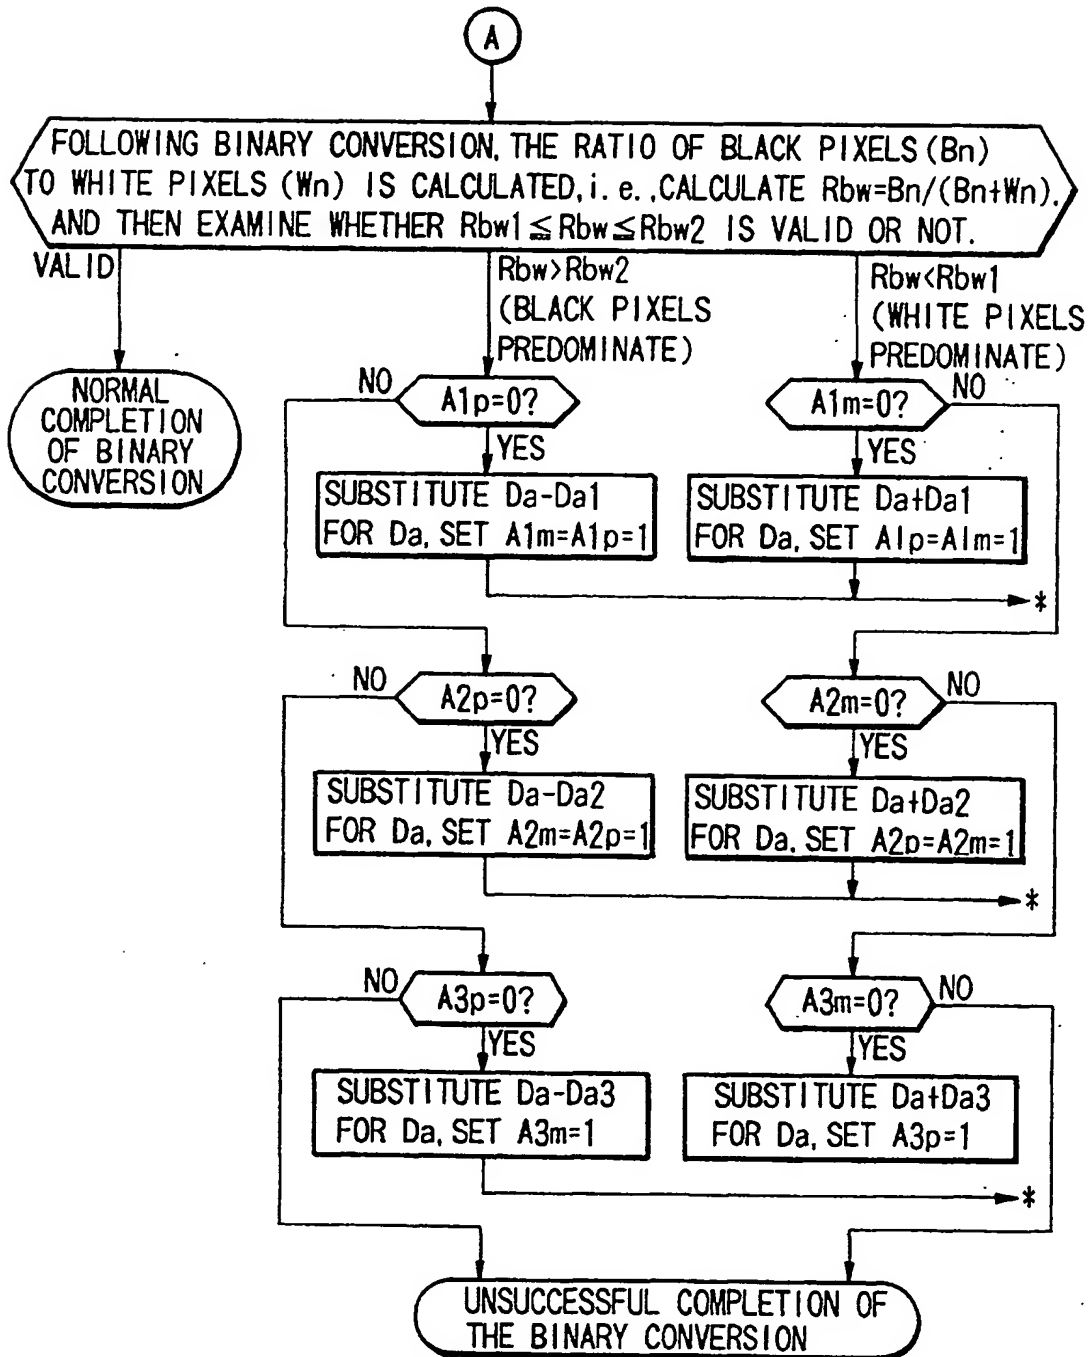 A
FOLLOWING BINARY CONVERSION, THE RATIO OF BLACK PIXELS (Bn)
TO WHITE PIXELS (Wn) IS CALCULATED, i.e., CALCULATE Rbw=Bn/(Bn+Wn).
AND THEN EXAMINE WHETHER Rbw1≦Rbw≦Rbw2 IS VALID OR NOT.
VALID
Rbw>Rbw2
(BLACK PIXELS
PREDOMINATE)
Rbw<Rbw1
(WHITE PIXELS
PREDOMINATE)
NORMAL
COMPLETION
OF BINARY
CONVERSION
NO
A1p=0?
YES
A1m=0?
NO
YES
SUBSTITUTE Da-Da1
FOR Da, SET A1m=A1p=1
SUBSTITUTE Da+Da1
FOR Da, SET A1p=A1m=1
*
NO
A2p=0?
YES
A2m=0?
NO
YES
SUBSTITUTE Da-Da2
FOR Da, SET A2m=A2p=1
SUBSTITUTE Da+Da2
FOR Da, SET A2p=A2m=1
*
NO
A3p=0?
YES
A3m=0?
NO
YES
SUBSTITUTE Da-Da3
FOR Da, SET A3m=1
SUBSTITUTE Da+Da3
FOR Da, SET A3p=1
*
UNSUCCESSFUL COMPLETION OF
THE BINARY CONVERSION